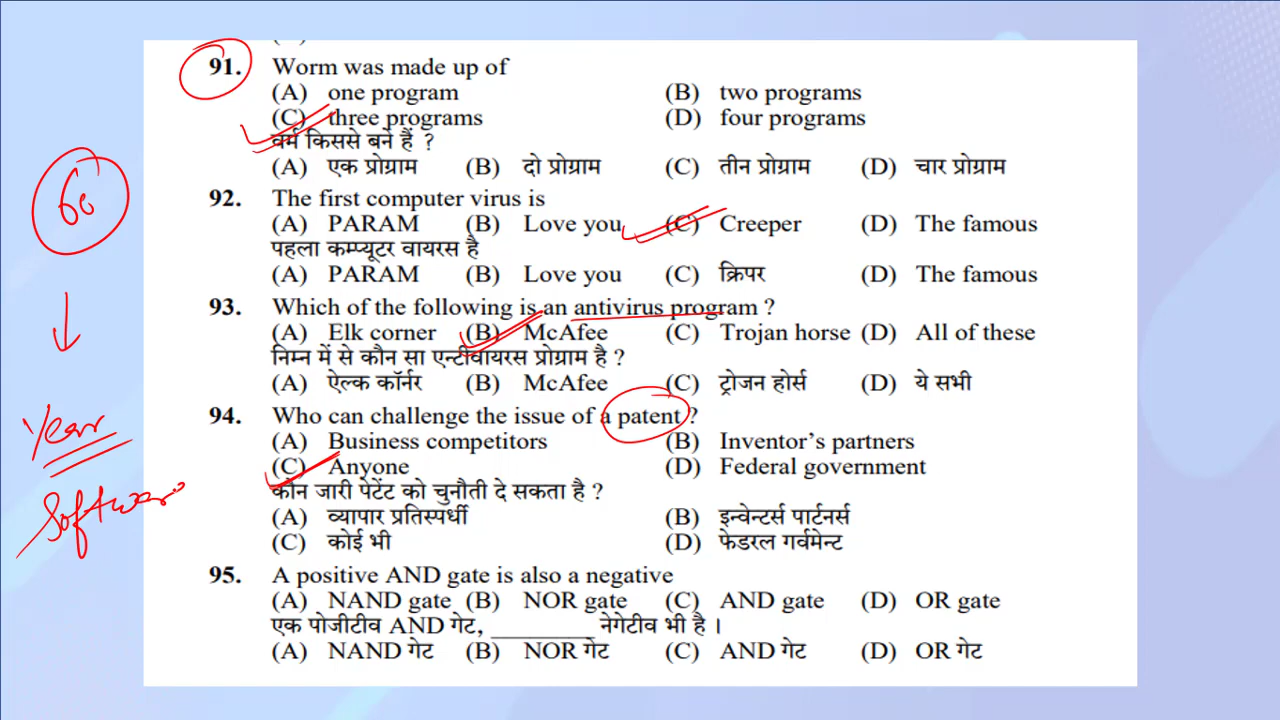 91. Worm was made up of
(A) one program (B) two programs
(C) three programs (D) four programs
वर्म किससे बने हैं ?
(A) एक प्रोग्राम (B) दो प्रोग्राम (C) तीन प्रोग्राम (D) चार प्रोग्राम
92. The first computer virus is
(A) PARAM (B) Love you (C) Creeper (D) The famous
पहला कम्प्यूटर वायरस है
(A) PARAM (B) Love you (C) क्रिपर (D) The famous
93. Which of the following is an antivirus program ?
(A) Elk corner (B) McAfee (C) Trojan horse (D) All of these
निम्न में से कौन सा एन्टीवायरस प्रोग्राम है ?
(A) ऐल्क कॉर्नर (B) McAfee (C) ट्रोजन होर्स (D) ये सभी
94. Who can challenge the issue of a patent ?
(A) Business competitors (B) Inventor's partners
(C) Anyone (D) Federal government
कौन जारी पेटेंट को चुनौती दे सकता है ?
(A) व्यापार प्रतिस्पर्धी (B) इन्वेन्टर्स पार्टनर्स
(C) कोई भी (D) फेडरल गर्वमेन्ट
95. A positive AND gate is also a negative
(A) NAND gate (B) NOR gate (C) AND gate (D) OR gate
एक पोजीटीव AND गेट, ________ नेगेटीव भी है ।
(A) NAND गेट (B) NOR गेट (C) AND गेट (D) OR गेट
60
Year
Software